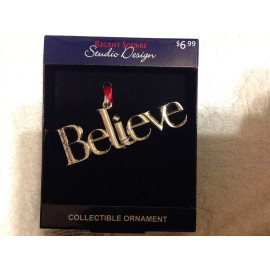 REGENT SQUARE
Studio Design
$6.99
Believe
COLLECTIBLE ORNAMENT